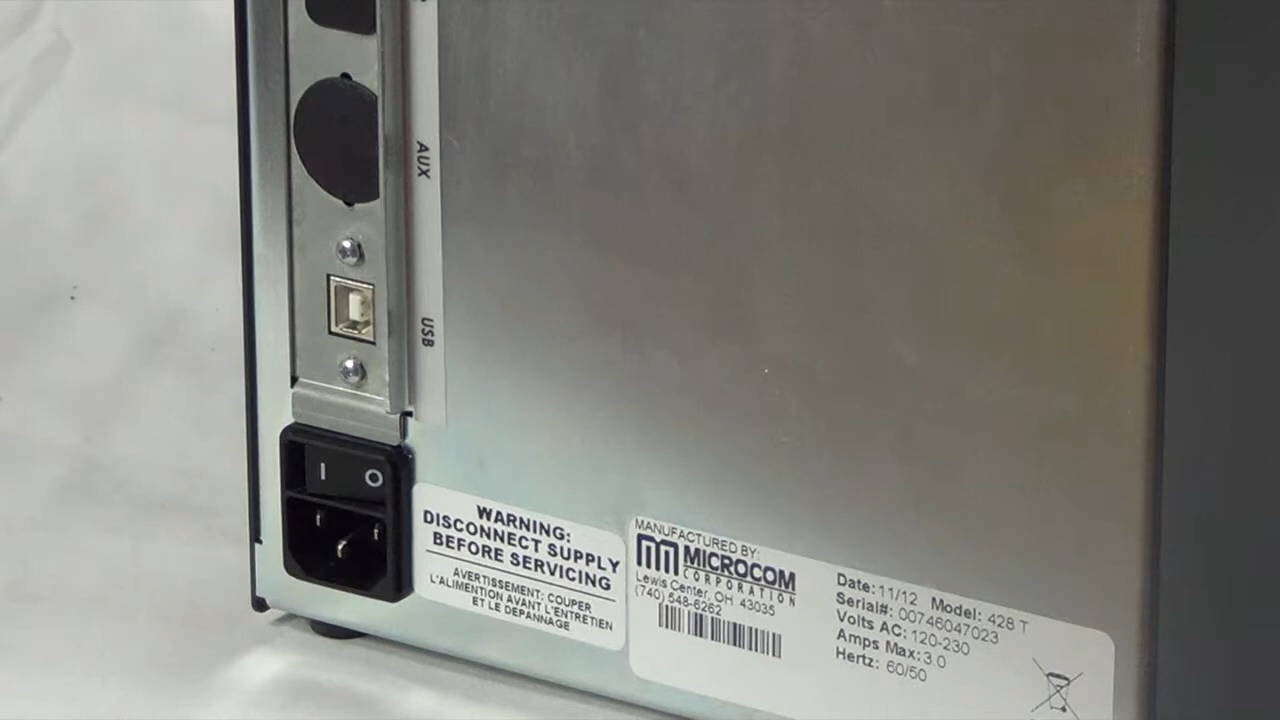 AUX
USB
I O
WARNING:
DISCONNECT SUPPLY
BEFORE SERVICING
AVERTISSEMENT: COUPER
L'ALIMENTION AVANT L'ENTRETIEN
ET LE DEPANNAGE
MANUFACTURED BY:
MICROCOM
CORPORATION
Lewis Center, OH 43035
(740) 548-6262
Date: 11/12 Model: 428 T
Serial#: 00746047023
Volts AC: 120-230
Amps Max: 3.0
Hertz: 60/50